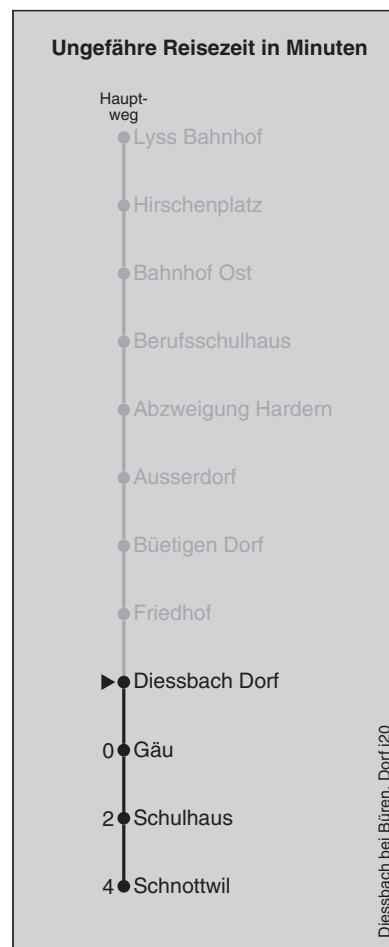 Ungefähre Reisezeit in Minuten
Haupt-
weg
Lyss Bahnhof
Hirschenplatz
Bahnhof Ost
Berufsschulhaus
Abzweigung Hardern
Ausserdorf
Büetigen Dorf
Friedhof
Diessbach Dorf
0 Gäu
2 Schulhaus
4 Schnottwil
Diessbach bei Büren, Dorf j20